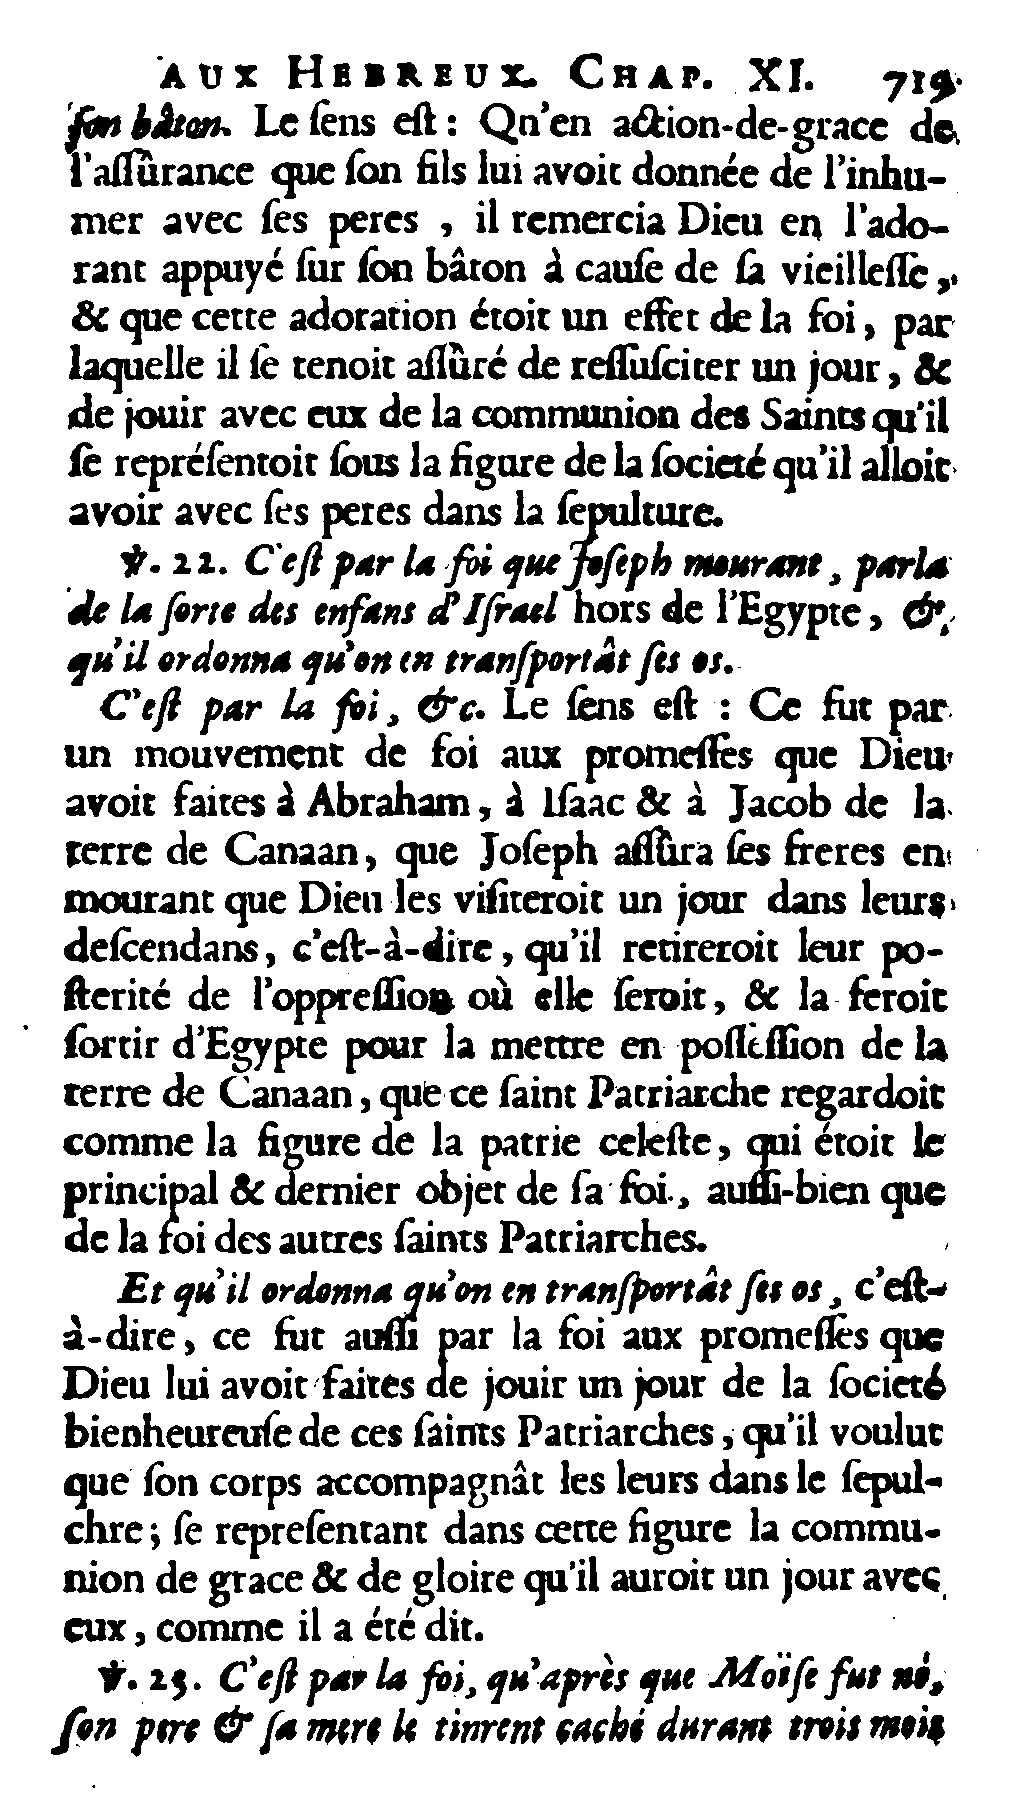 AUX HEBREUX. CHAP. XI. 719
ſon bâton. Le ſens eſt : Qn'en action-de-grace de
l'aſſûrance que ſon fils lui avoit donnée de l'inhu-
mer avec ſes peres , il remercia Dieu en l'ado-
rant appuyé ſur ſon bâton à cauſe de ſa vieilleſſe ,
& que cette adoration étoit un effet de la foi , par
laquelle il ſe tenoit aſſûré de reſſuſciter un jour , &
de jouir avec eux de la communion des Saints qu'il
ſe repréſentoit ſous la figure de la ſocieté qu'il alloit
avoir avec ſes peres dans la ſepulture.
℣. 22. C'eſt par la foi que Joſeph mourant , parla
de la ſorte des enfans d'Iſrael hors de l'Egypte , &
qu'il ordonna qu'on en tranſportât ſes os.
C'eſt par la foi , &c. Le ſens eſt : Ce fut par
un mouvement de foi aux promeſſes que Dieu
avoit faites à Abraham , à Iſaac & à Jacob de la
terre de Canaan , que Joſeph aſſûra ſes freres en
mourant que Dieu les viſiteroit un jour dans leurs
deſcendans , c'eſt-à-dire , qu'il retireroit leur po-
ſterité de l'oppreſſion où elle ſeroit , & la feroit
ſortir d'Egypte pour la mettre en poſſeſſion de la
terre de Canaan , que ce ſaint Patriarche regardoit
comme la figure de la patrie celeſte , qui étoit le
principal & dernier objet de ſa foi , auſſi-bien que
de la foi des autres ſaints Patriarches.
Et qu'il ordonna qu'on en tranſportât ſes os , c'eſt-
à-dire , ce fut auſſi par la foi aux promeſſes que
Dieu lui avoit faites de jouir un jour de la ſocieté
bienheureuſe de ces ſaints Patriarches , qu'il voulut
que ſon corps accompagnât les leurs dans le ſepul-
chre ; ſe repreſentant dans cette figure la commu-
nion de grace & de gloire qu'il auroit un jour avec
eux , comme il a été dit.
℣. 23. C'eſt par la foi, qu'après que Moïſe fut né,
ſon pere & ſa mere le tinrent caché durant trois mois